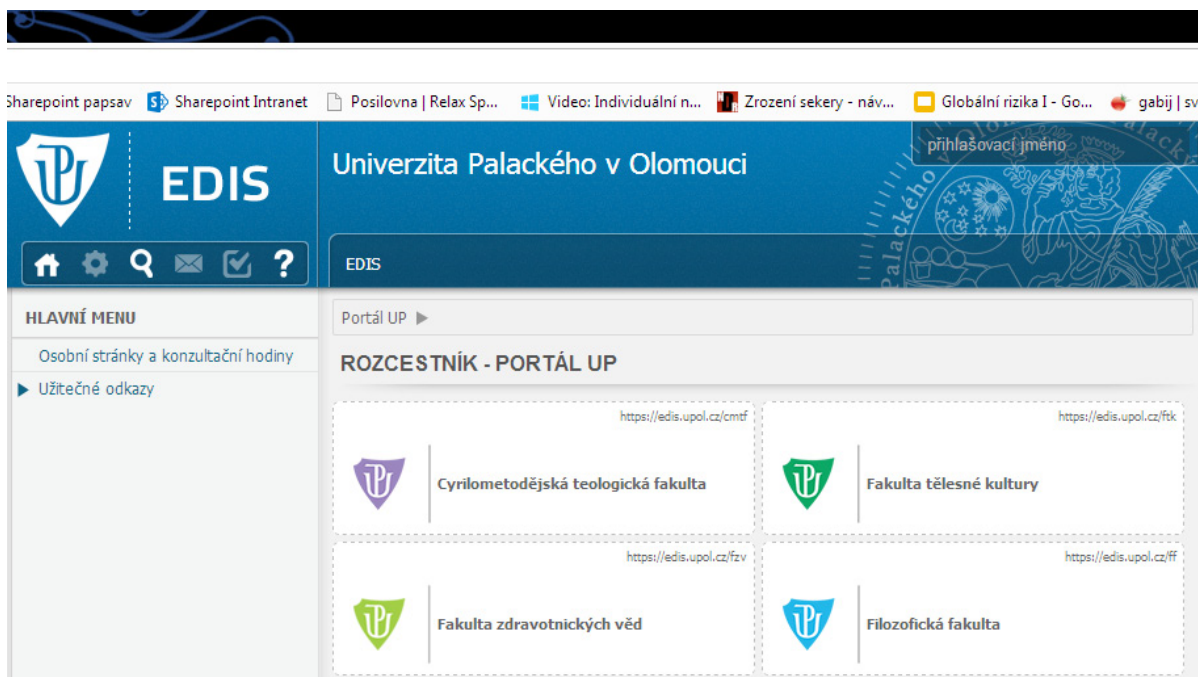 Sharepoint papsav Sharepoint Intranet Posilovna | Relax Sp... Video: Individuální n... Zrození sekery - náv... Globální rizika I - Go... gabij | sv
EDIS
Univerzita Palackého v Olomouci
přihlašovací jméno
EDIS
HLAVNÍ MENU
Osobní stránky a konzultační hodiny
Užitečné odkazy
Portál UP
ROZCESTNÍK - PORTÁL UP
https://edis.upol.cz/cmtf
Cyrilometodějská teologická fakulta
https://edis.upol.cz/ftk
Fakulta tělesné kultury
https://edis.upol.cz/fzv
Fakulta zdravotnických věd
https://edis.upol.cz/ff
Filozofická fakulta